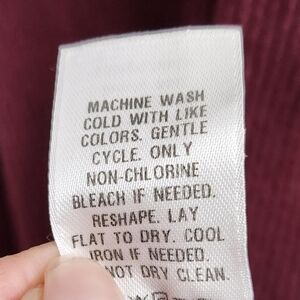 MACHINE WASH
COLD WITH LIKE
COLORS. GENTLE
CYCLE. ONLY
NON-CHLORINE
BLEACH IF NEEDED.
RESHAPE. LAY
FLAT TO DRY. COOL
IRON IF NEEDED.
NOT DRY CLEAN.